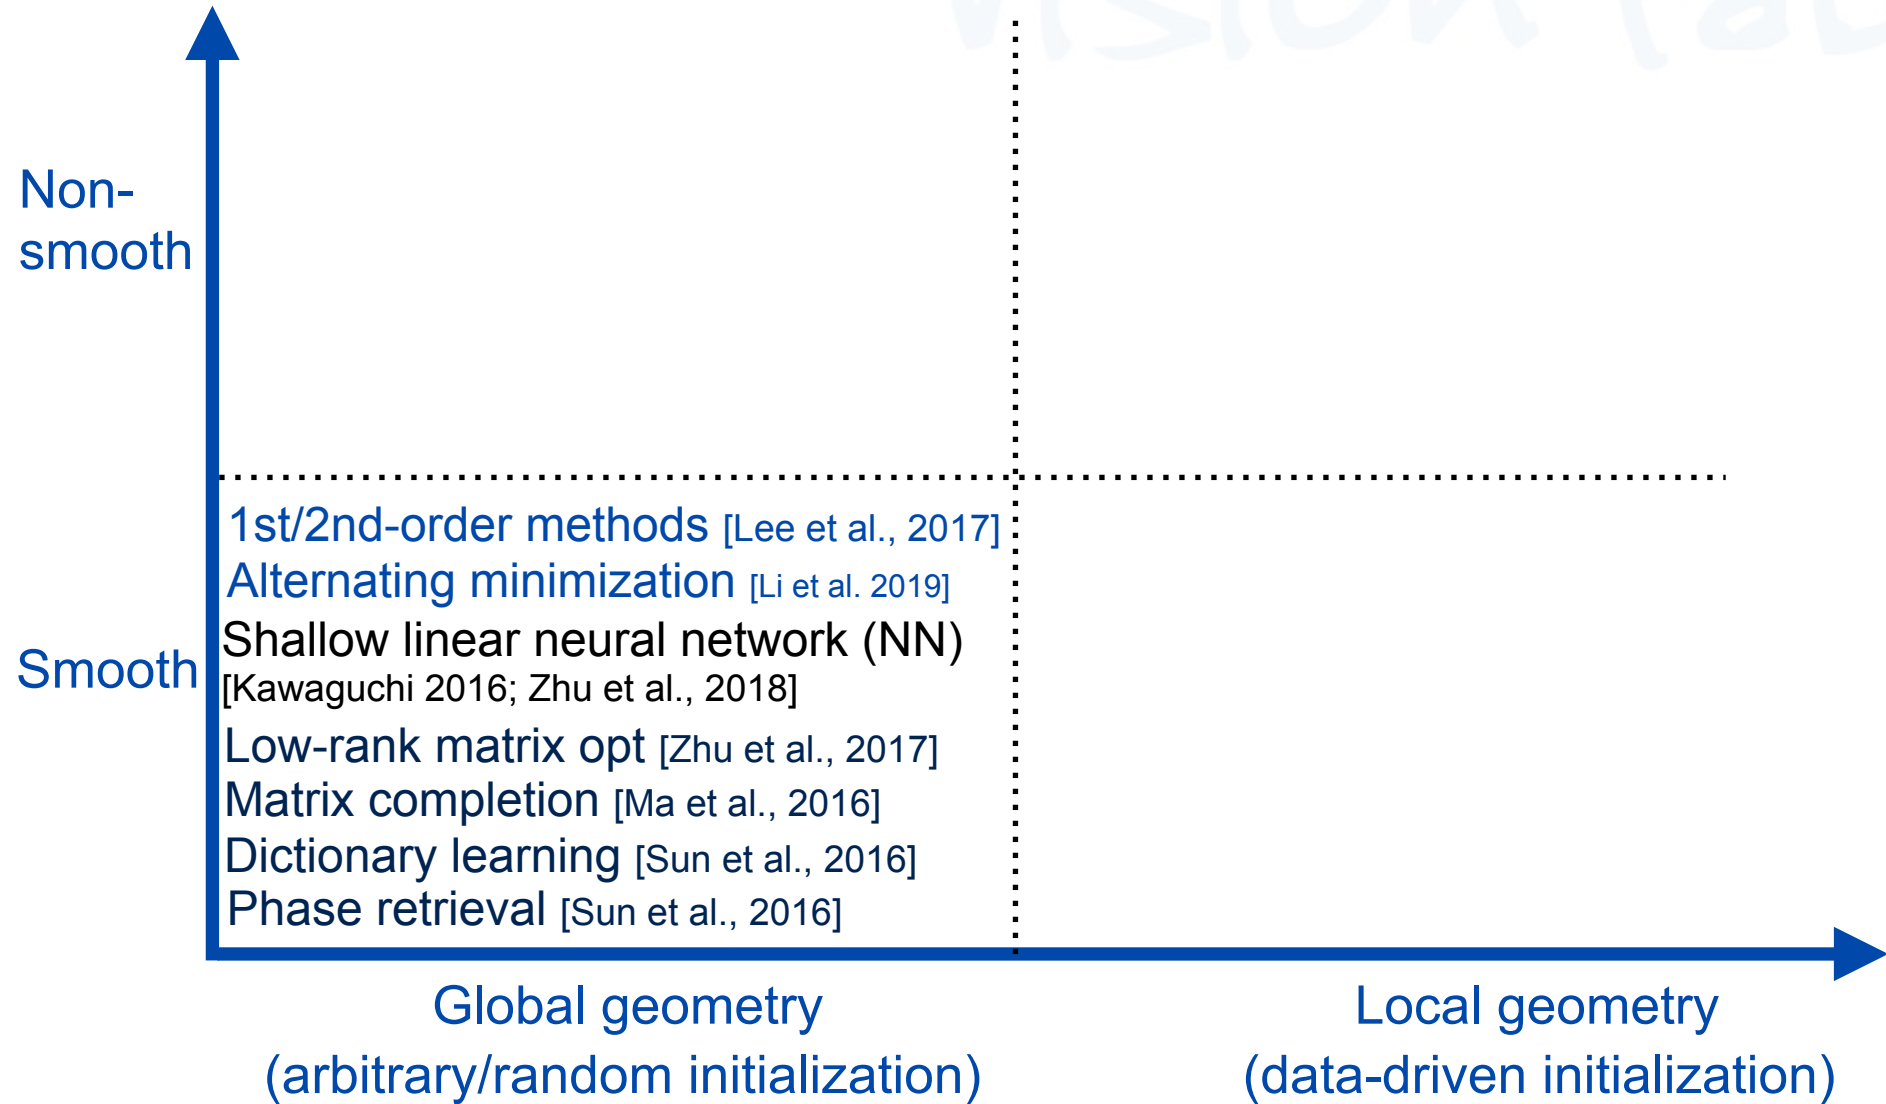 vision lab
Non-
smooth
1st/2nd-order methods [Lee et al., 2017]
Alternating minimization [Li et al. 2019]
Shallow linear neural network (NN)
[Kawaguchi 2016; Zhu et al., 2018]
Smooth
Low-rank matrix opt [Zhu et al., 2017]
Matrix completion [Ma et al., 2016]
Dictionary learning [Sun et al., 2016]
Phase retrieval [Sun et al., 2016]
Global geometry
(arbitrary/random initialization)
Local geometry
(data-driven initialization)